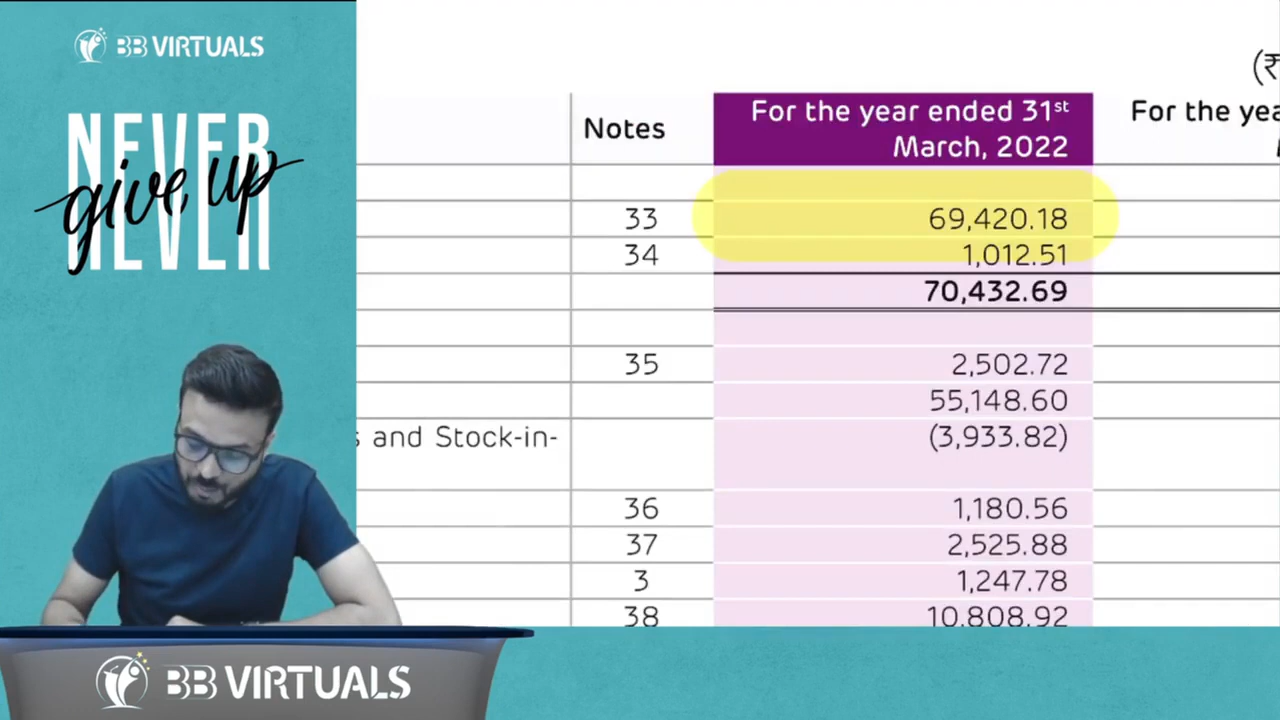 BB VIRTUALS
NEVER
give up
NEVER
(₹
Notes
For the year ended 31st
March, 2022
For the yea
33 69,420.18
34 1,012.51
70,432.69
35 2,502.72
55,148.60
s and Stock-in-
(3,933.82)
36 1,180.56
37 2,525.88
3 1,247.78
38 10,808.92
BB VIRTUALS